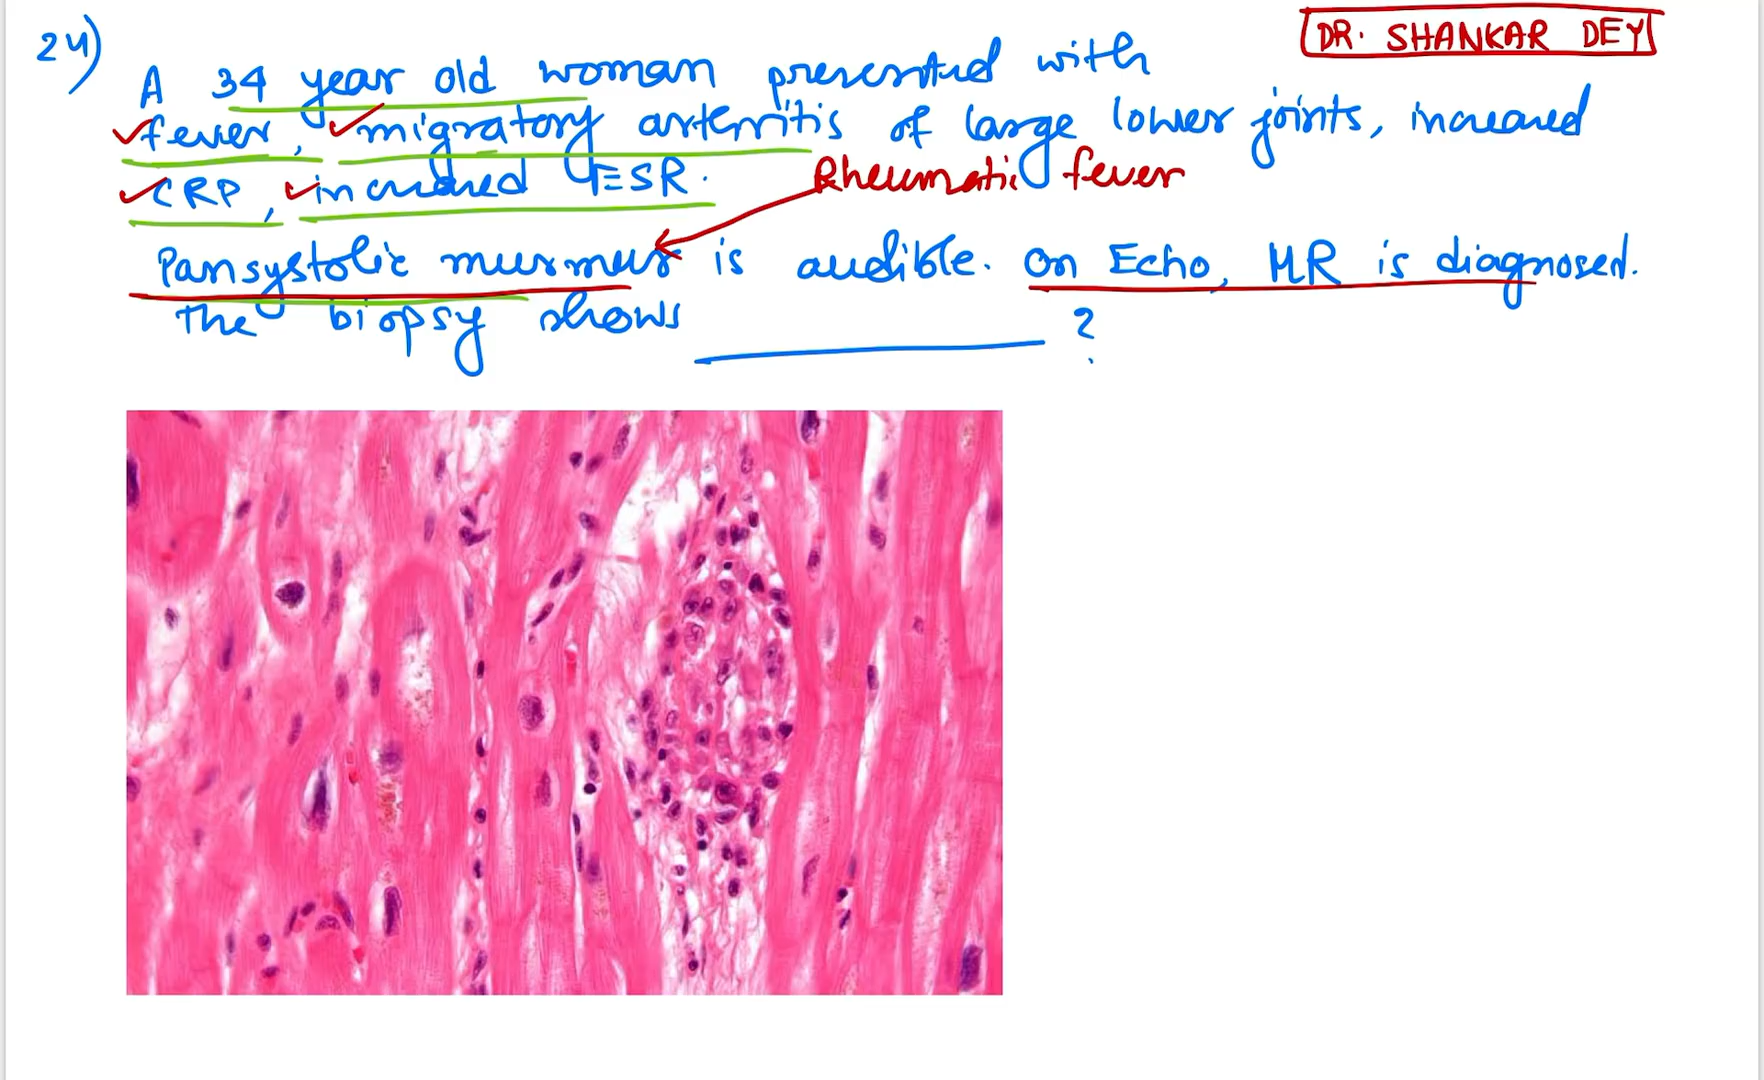 DR. SHANKAR DEY
24)
A 34 year old woman presented with
fever, migratory arthritis of large lower joints, increased
CRP, increased ESR.
Rheumatic fever
Pansystolic murmur is audible. On Echo, MR is diagnosed.
The biopsy shows ?